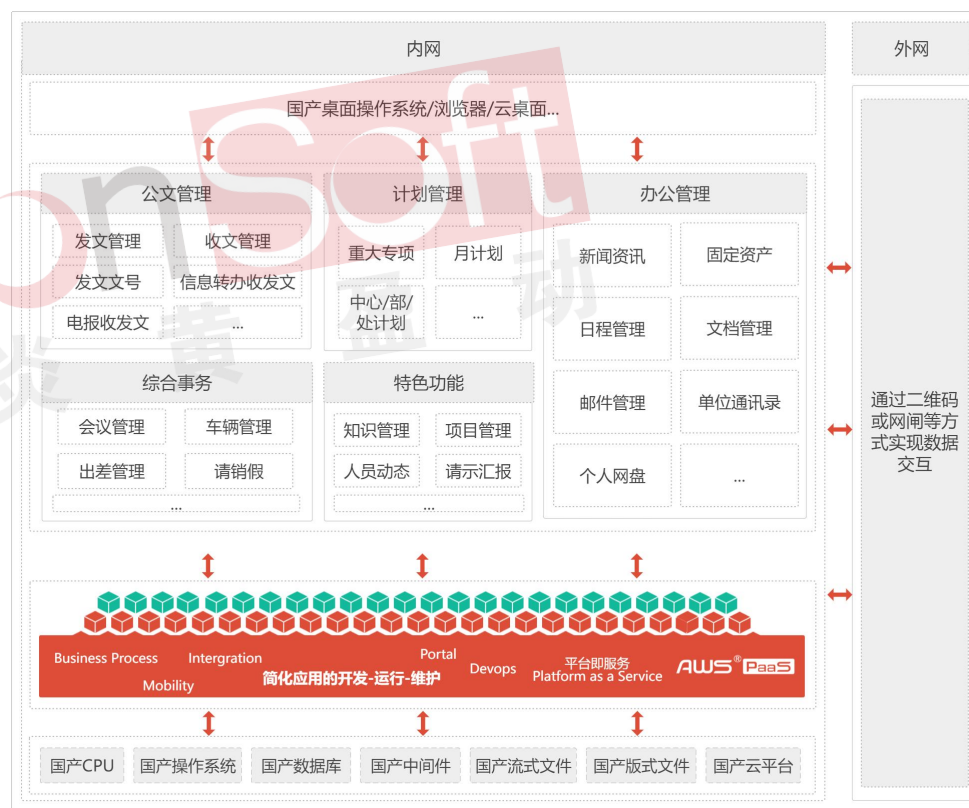 内网
外网
国产桌面操作系统/浏览器/云桌面...
公文管理
计划管理
办公管理
发文管理
收文管理
发文文号
信息转办收发文
电报收发文
...
重大专项
月计划
中心/部/
处计划
...
新闻资讯
固定资产
日程管理
文档管理
邮件管理
单位通讯录
个人网盘
...
综合事务
特色功能
会议管理
车辆管理
出差管理
请销假
...
知识管理
项目管理
人员动态
请示汇报
...
通过二维码
或网闸等方
式实现数据
交互
Business Process
Intergration
Portal
Mobility
简化应用的开发-运行-维护
Devops
平台即服务
Platform as a Service
AWS® PaaS
国产CPU
国产操作系统
国产数据库
国产中间件
国产流式文件
国产版式文件
国产云平台
onSoft
炎黄盈动